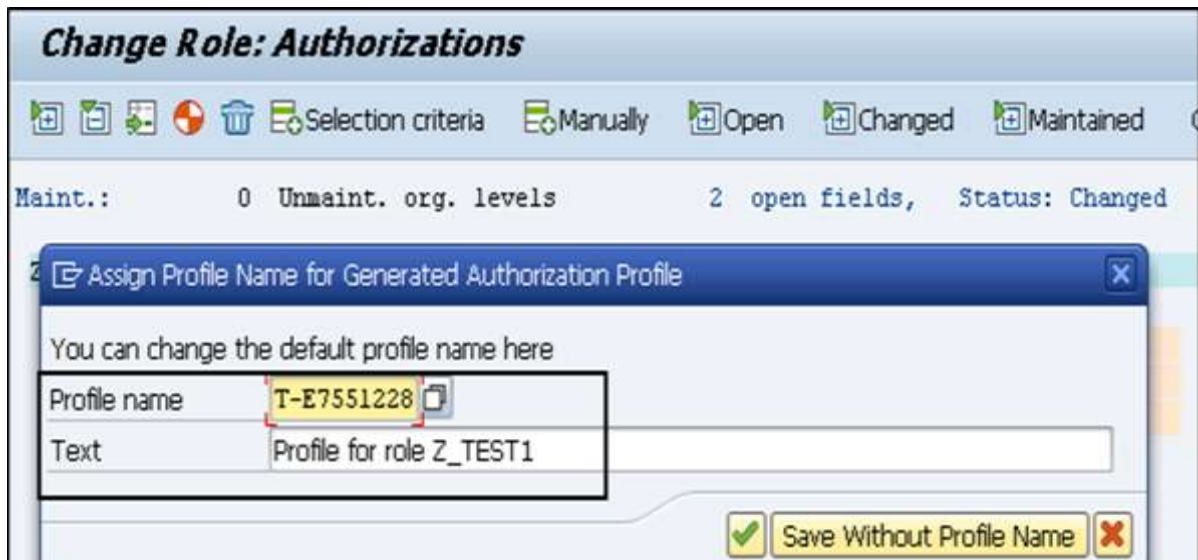 Change Role: Authorizations
Selection criteria Manually Open Changed Maintained
Maint.: 0 Unmaint. org. levels 2 open fields, Status: Changed
Assign Profile Name for Generated Authorization Profile
You can change the default profile name here
Profile name T-E7551228
Text Profile for role Z_TEST1
Save Without Profile Name